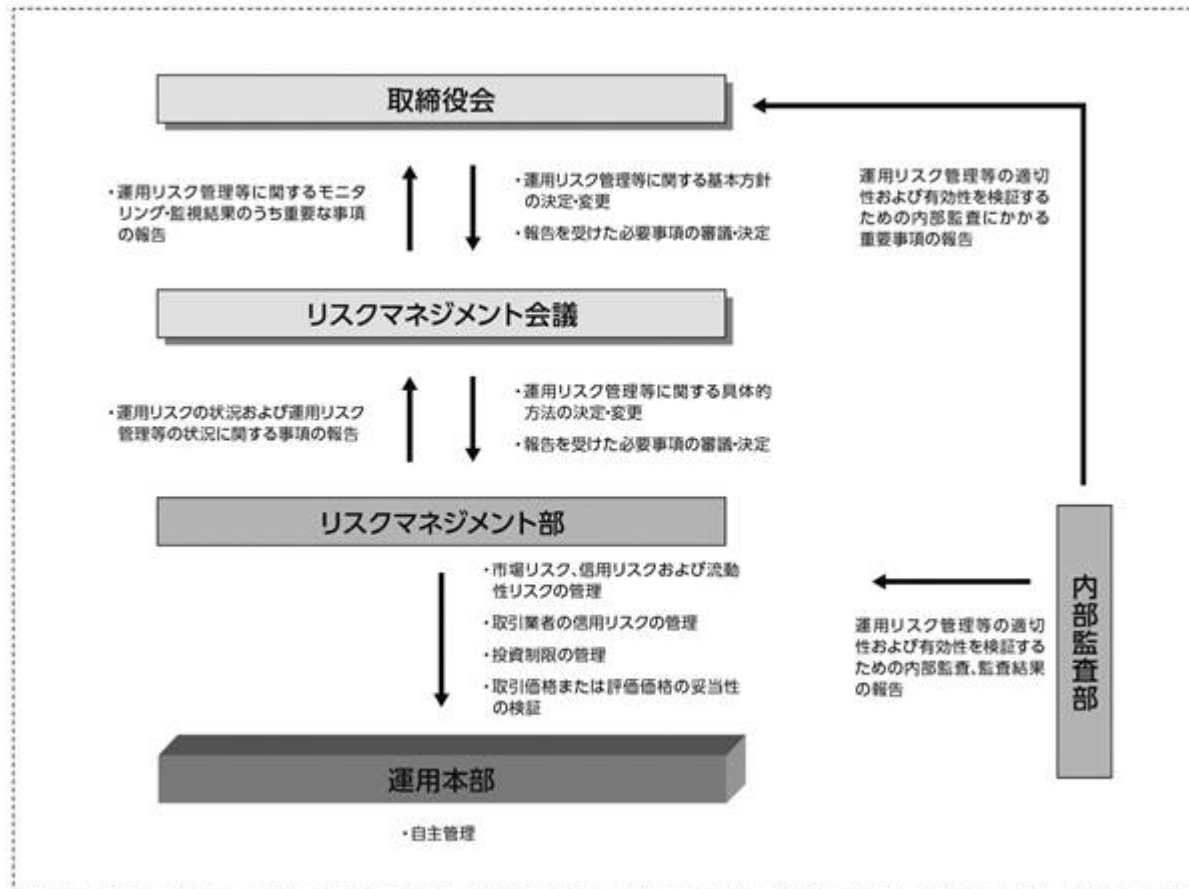 取締役会
・運用リスク管理等に関するモニタ
リング・監視結果のうち重要な事項
の報告
・運用リスク管理等に関する基本方針
の決定・変更
・報告を受けた必要事項の審議・決定
運用リスク管理等の適切
性および有効性を検証する
ための内部監査にかかる
重要事項の報告
リスクマネジメント会議
・運用リスクの状況および運用リスク
管理等の状況に関する事項の報告
・運用リスク管理等に関する具体的
方法の決定・変更
・報告を受けた必要事項の審議・決定
リスクマネジメント部
・市場リスク、信用リスクおよび流動
性リスクの管理
・取引業者の信用リスクの管理
・投資制限の管理
・取引価格または評価価格の妥当性
の検証
内部監査部
運用リスク管理等の適切
性および有効性を検証する
ための内部監査、監査結果
の報告
運用本部
・自主管理